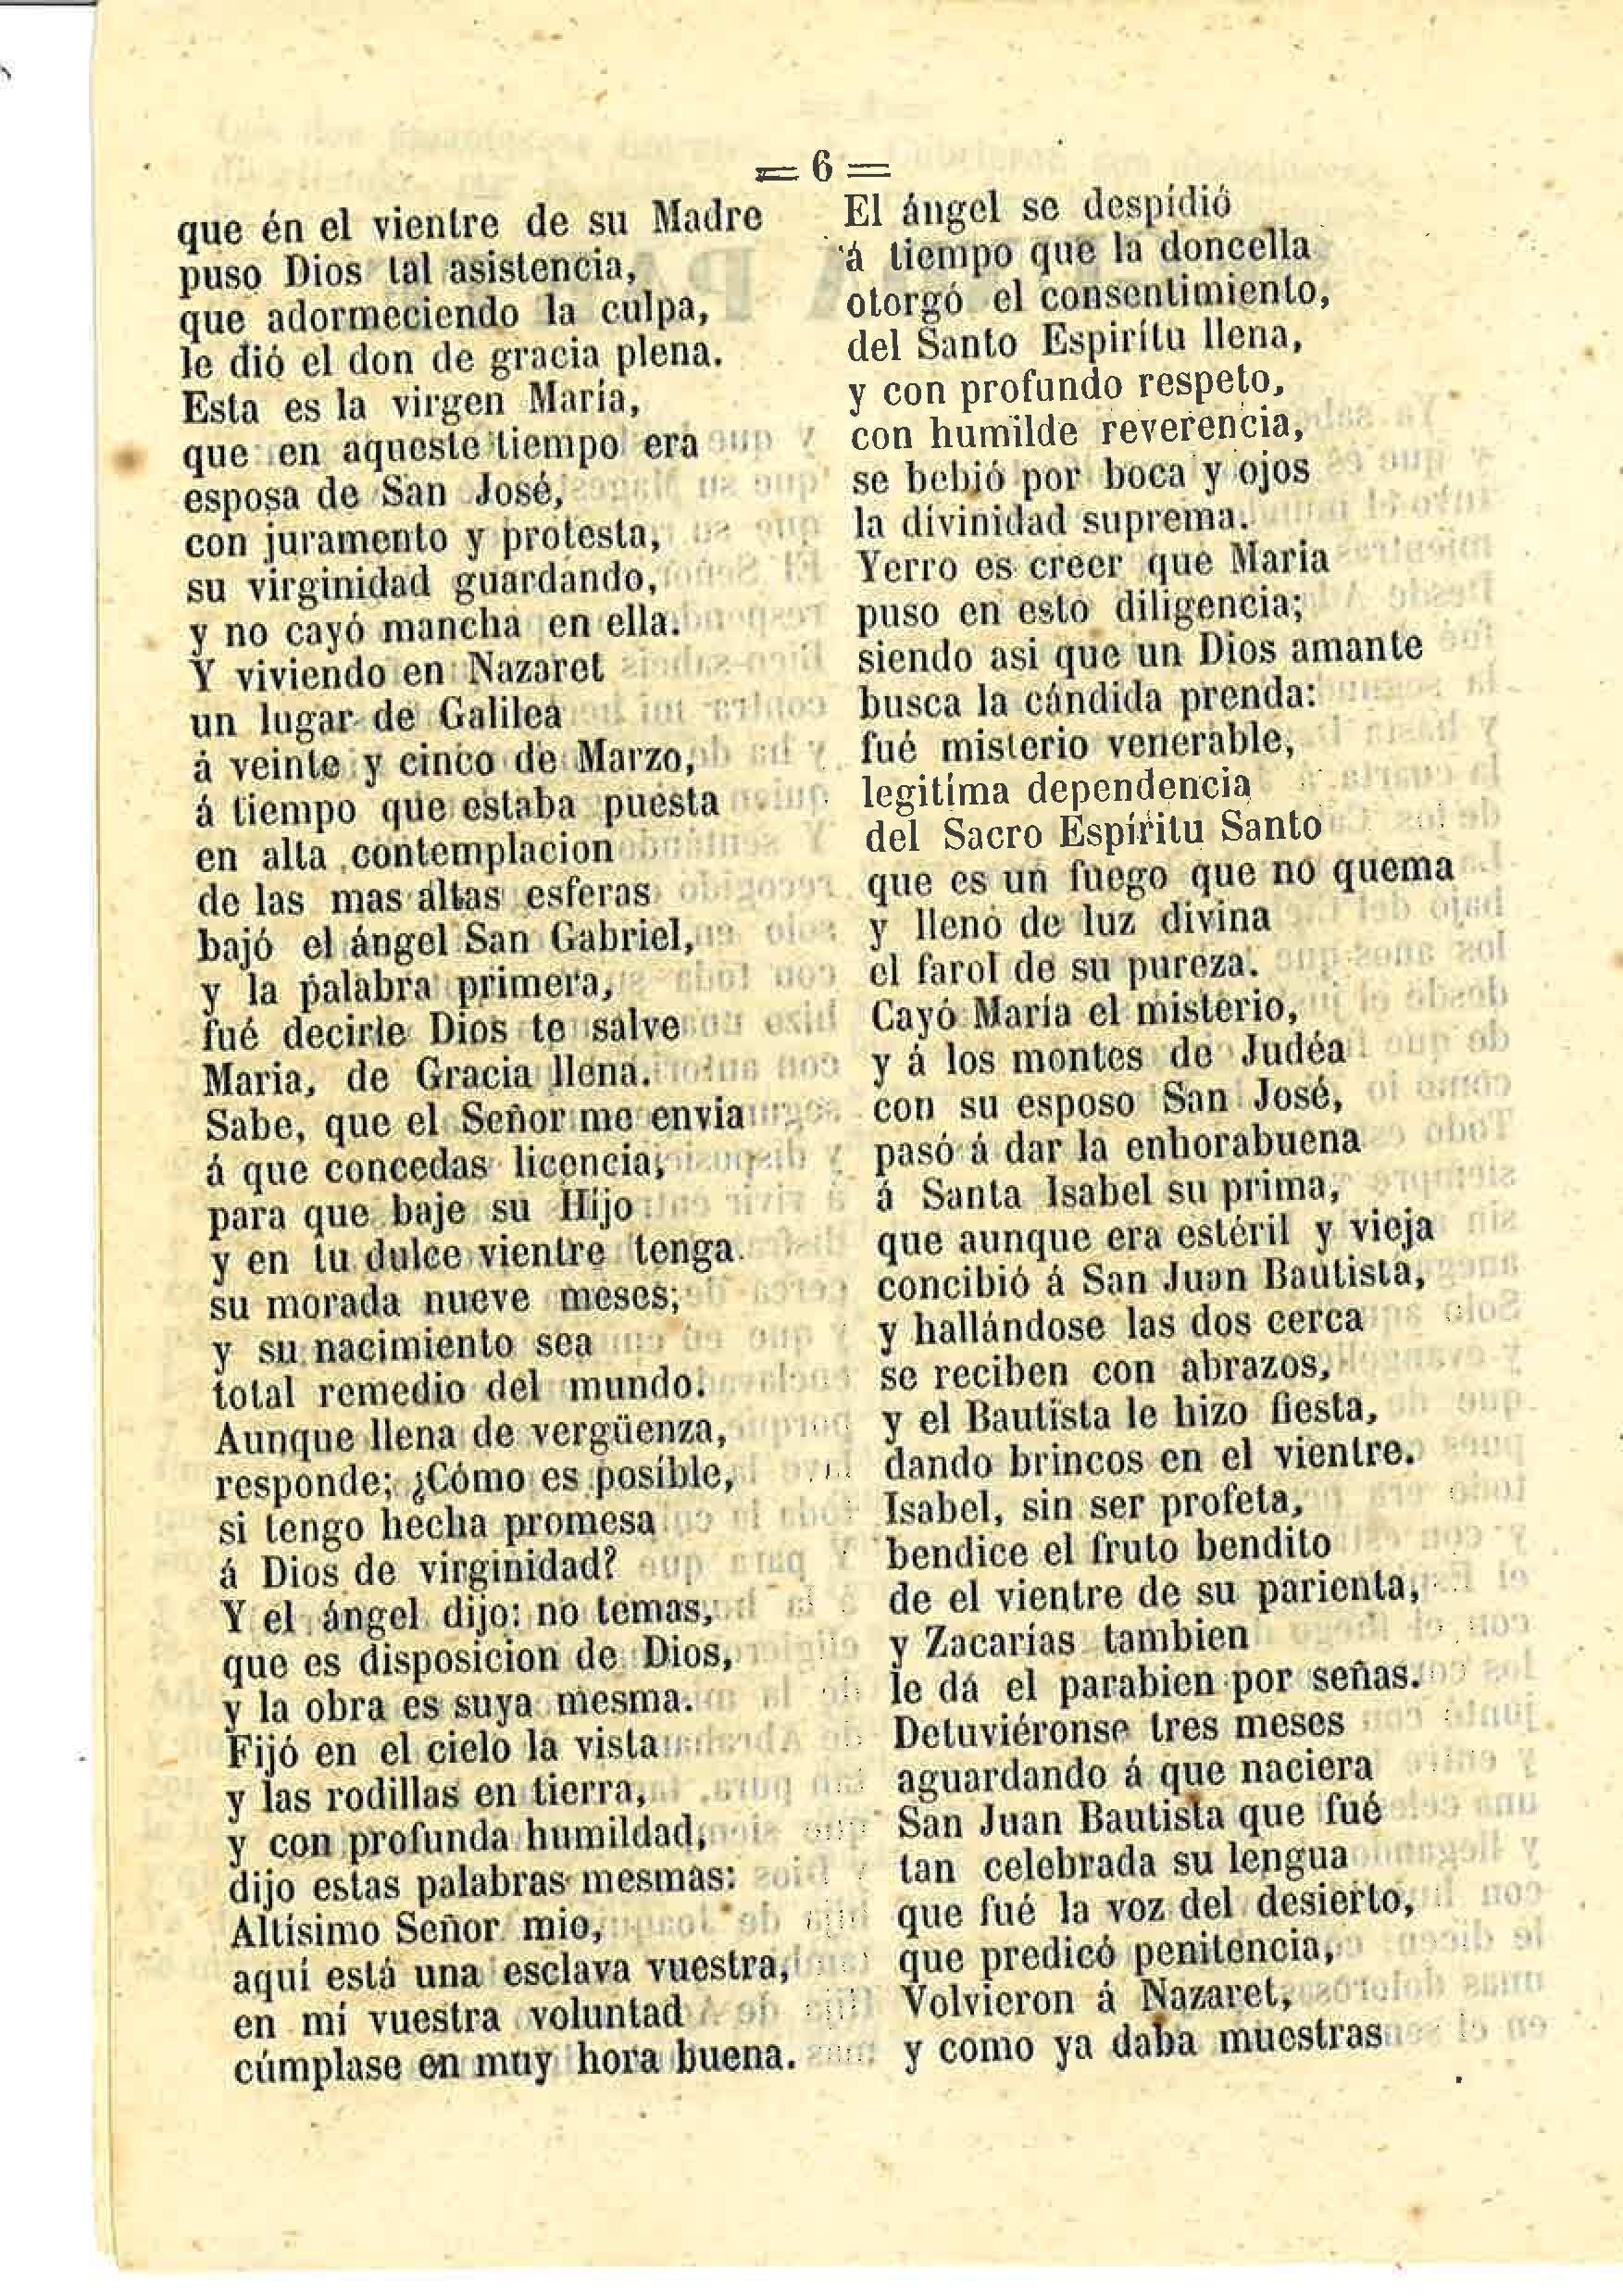 = 6 =
que én el vientre de su Madre
puso Dios tal asistencia,
que adormeciendo la culpa,
le dió el don de gracia plena.
Esta es la virgen María,
que en aqueste tiempo era
esposa de San José,
con juramento y protesta,
su virginidad guardando,
y no cayó mancha en ella.
Y viviendo en Nazaret
un lugar de Galilea
á veinte y cinco de Marzo,
á tiempo que estaba puesta
en alta contemplacion
de las mas altas esferas
bajó el ángel San Gabriel,
y la palabra primera,
fué decirle Dios te salve
Maria, de Gracia llena.
Sabe, que el Señor me envia
á que concedas licencia,
para que baje su Hijo
y en tu dulce vientre tenga
su morada nueve meses;
y su nacimiento sea
total remedio del mundo.
Aunque llena de vergüenza,
responde; ¿Cómo es posible,
si tengo hecha promesa
á Dios de virginidad?
Y el ángel dijo: no temas,
que es disposicion de Dios,
y la obra es suya mesma.
Fijó en el cielo la vista
y las rodillas en tierra,
y con profunda humildad,
dijo estas palabras mesmas:
Altísimo Señor mio,
aquí está una esclava vuestra,
en mí vuestra voluntad
cúmplase en muy hora buena.
El ángel se despídió
á tiempo que la doncella
otorgó el consentimiento,
del Santo Espirítu llena,
y con profundo respeto,
con humilde reverencia,
se bebió por boca y ojos
la divinidad suprema.
Yerro es creer que Maria
puso en esto diligencia;
siendo asi que un Dios amante
busca la cándida prenda:
fué misterio venerable,
legitima dependencia
del Sacro Espíritu Santo
que es un fuego que no quema
y llenó de luz divina
el farol de su pureza.
Cayó María el misterio,
y á los montes de Judéa
con su esposo San José,
pasó á dar la enhorabuena
á Santa Isabel su prima,
que aunque era estéril y vieja
concibió á San Juan Bautista,
y hallándose las dos cerca
se reciben con abrazos,
y el Bautista le hizo fiesta,
dando brincos en el vientre.
Isabel, sin ser profeta,
bendice el fruto bendito
de el vientre de su parienta,
y Zacarías tambien
le dá el parabien por señas.
Detuviéronse tres meses
aguardando á que naciera
San Juan Bautista que fué
tan celebrada su lengua
que fué la voz del desierto,
que predicó penitencia,
Volvieron á Nazaret,
y como ya daba muestras